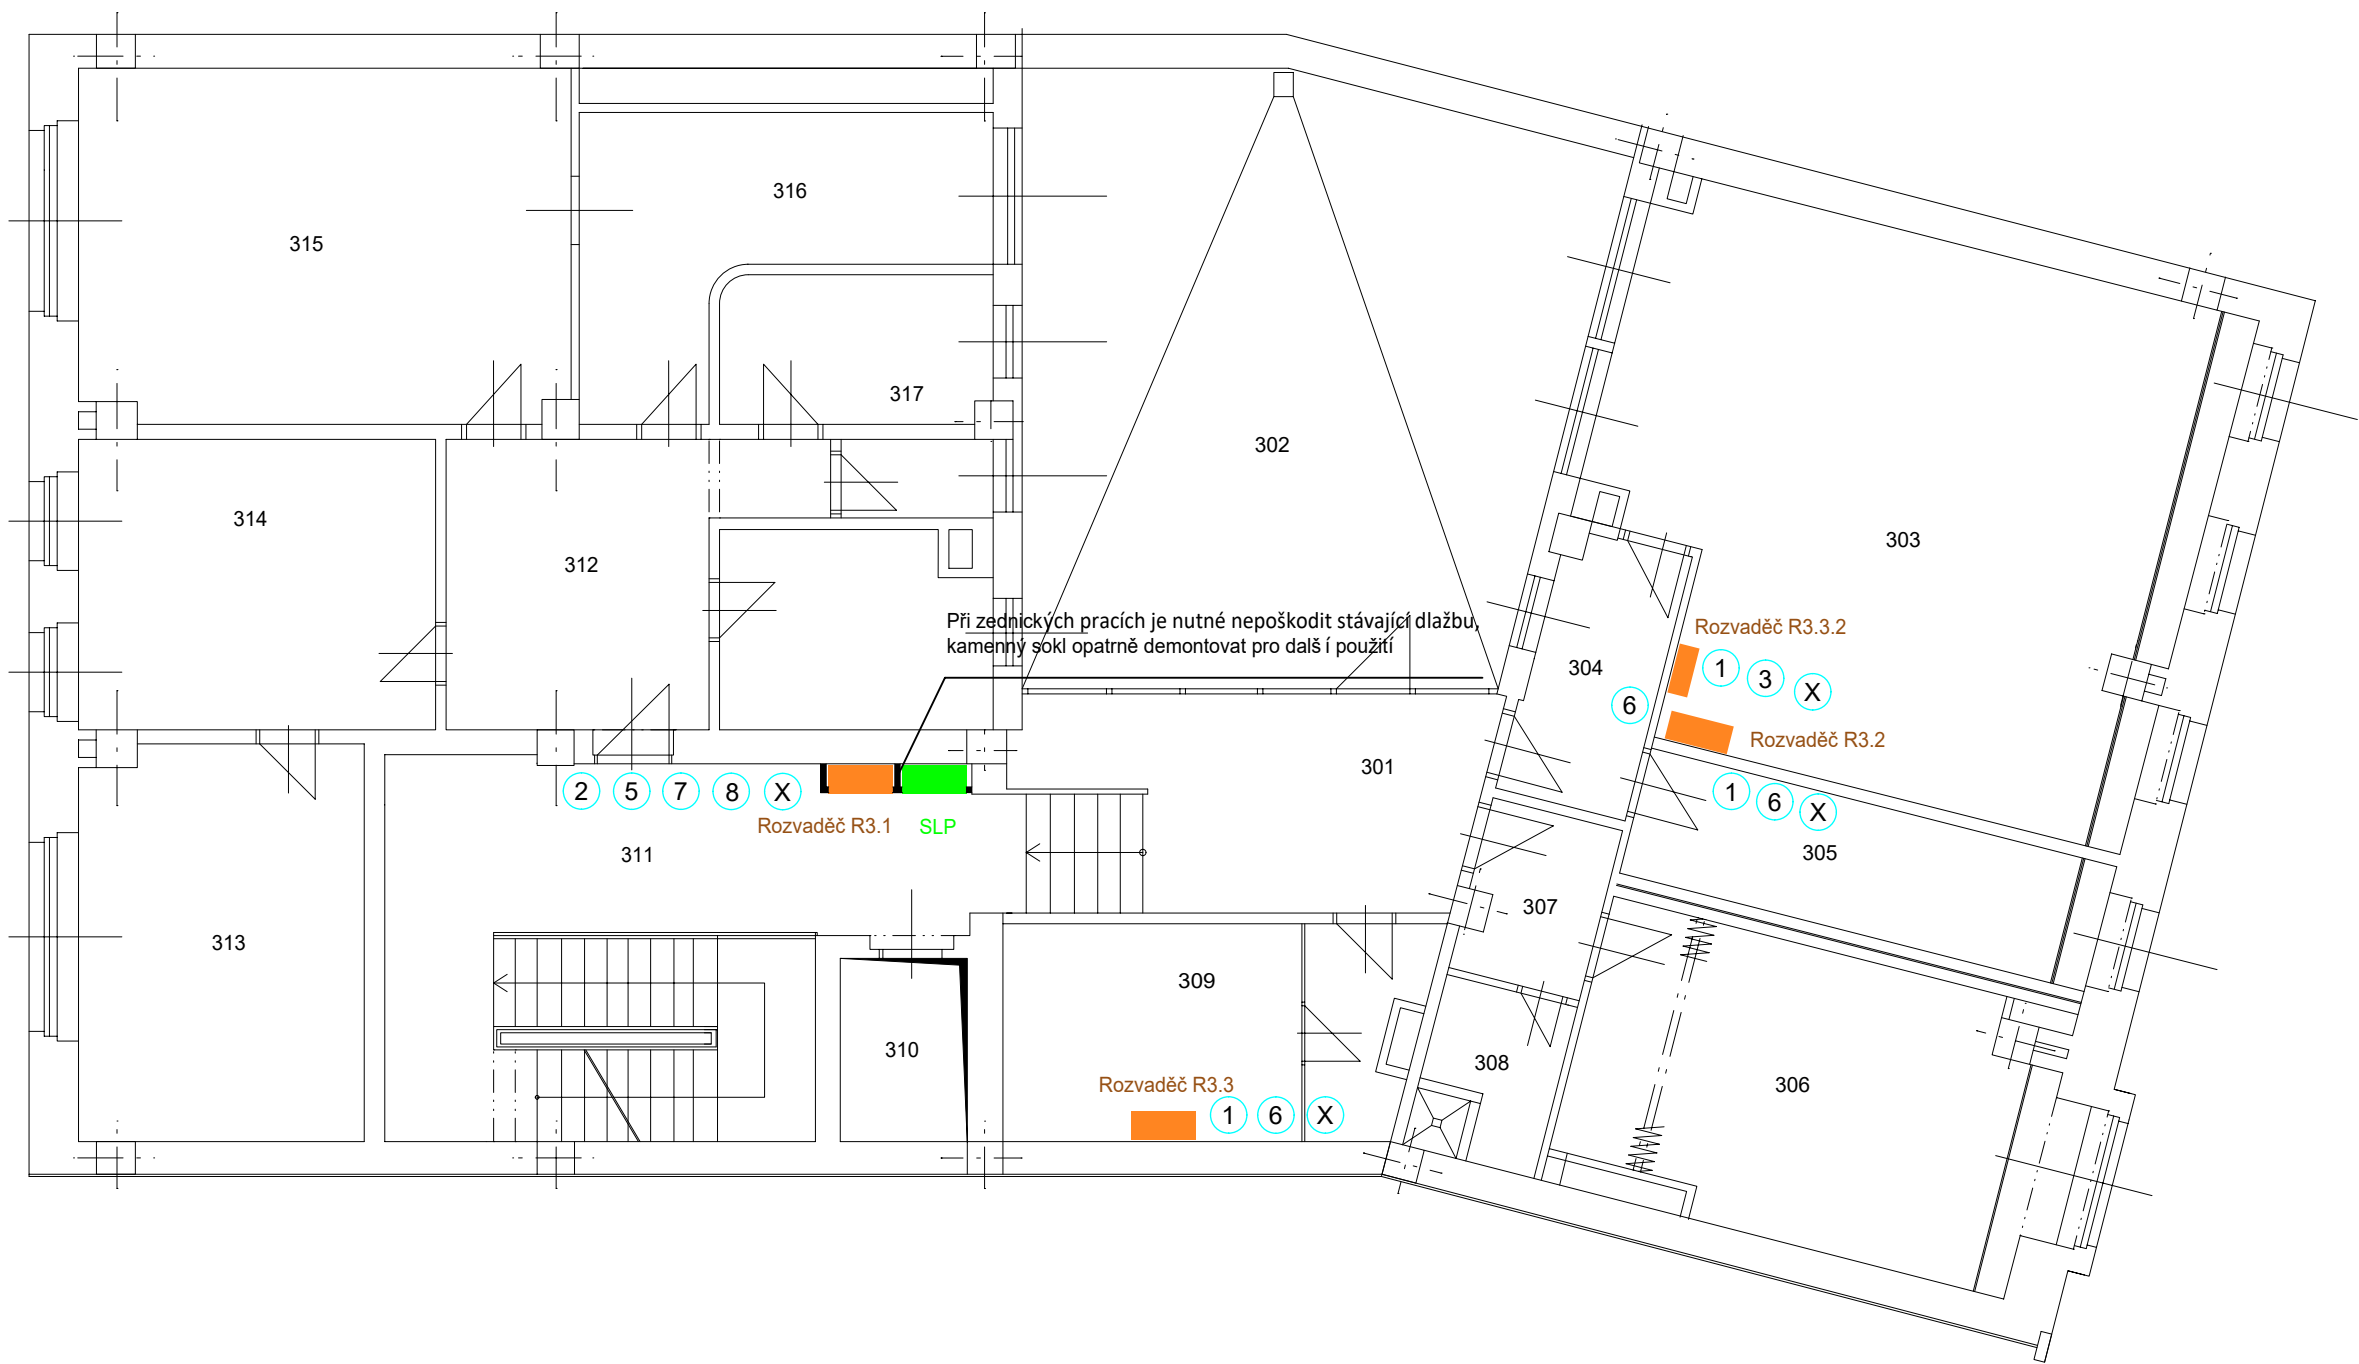 316
315
317
302
314
303
312
Při zednických pracích je nutné nepoškodit stávající dlažbu,
kamenný sokl opatrně demontovat pro další použití
Rozvaděč R3.3.2
304
1 3 X
6
Rozvaděč R3.2
301
2 5 7 8 X
1 6 X
Rozvaděč R3.1 SLP
311
305
307
313
309
310
308
306
Rozvaděč R3.3
1 6 X